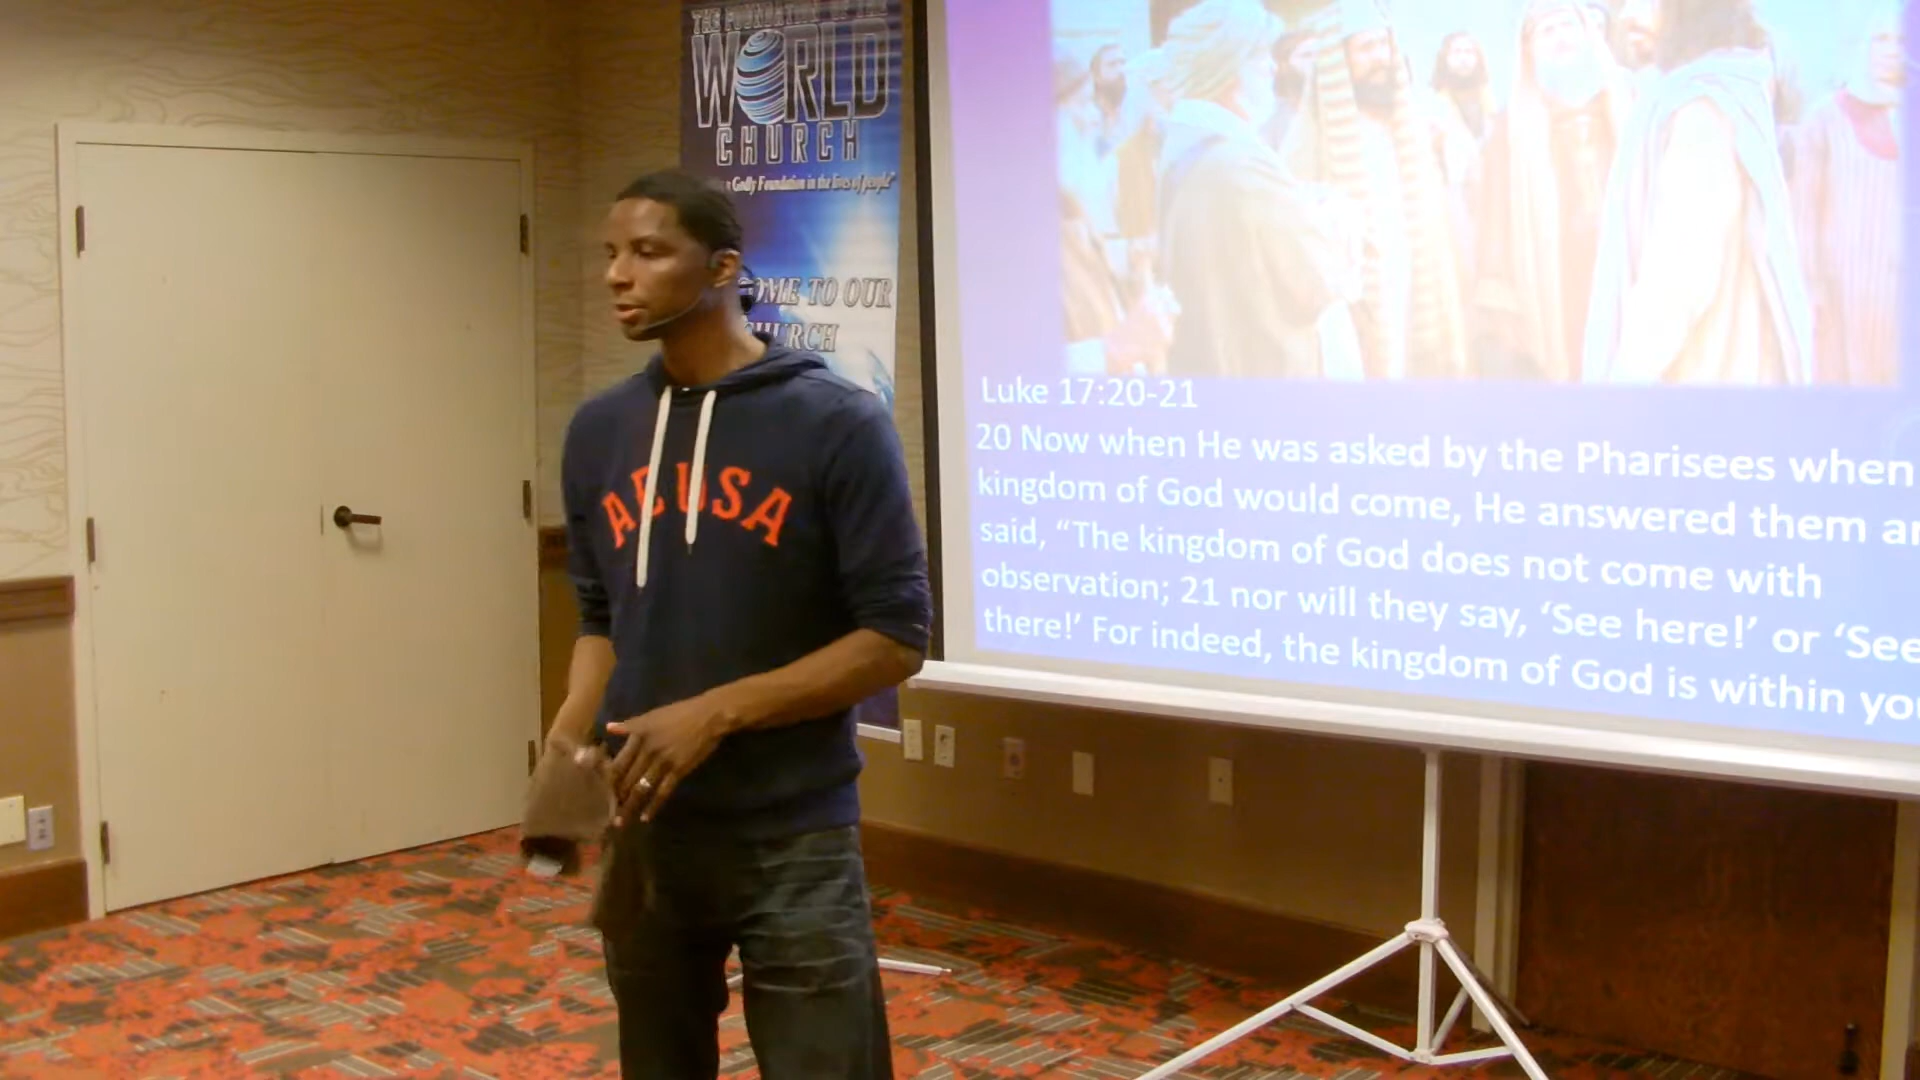 THE FOUNDATION OF THE
WORLD
CHURCH
Godly Foundation in the lives of people"
COME TO OUR
CHURCH
AEUSA
Luke 17:20-21
20 Now when He was asked by the Pharisees when
kingdom of God would come, He answered them
said, “The kingdom of God does not come with
observation; 21 nor will they say, ‘See here!’ or ‘See
there!’ For indeed, the kingdom of God is within